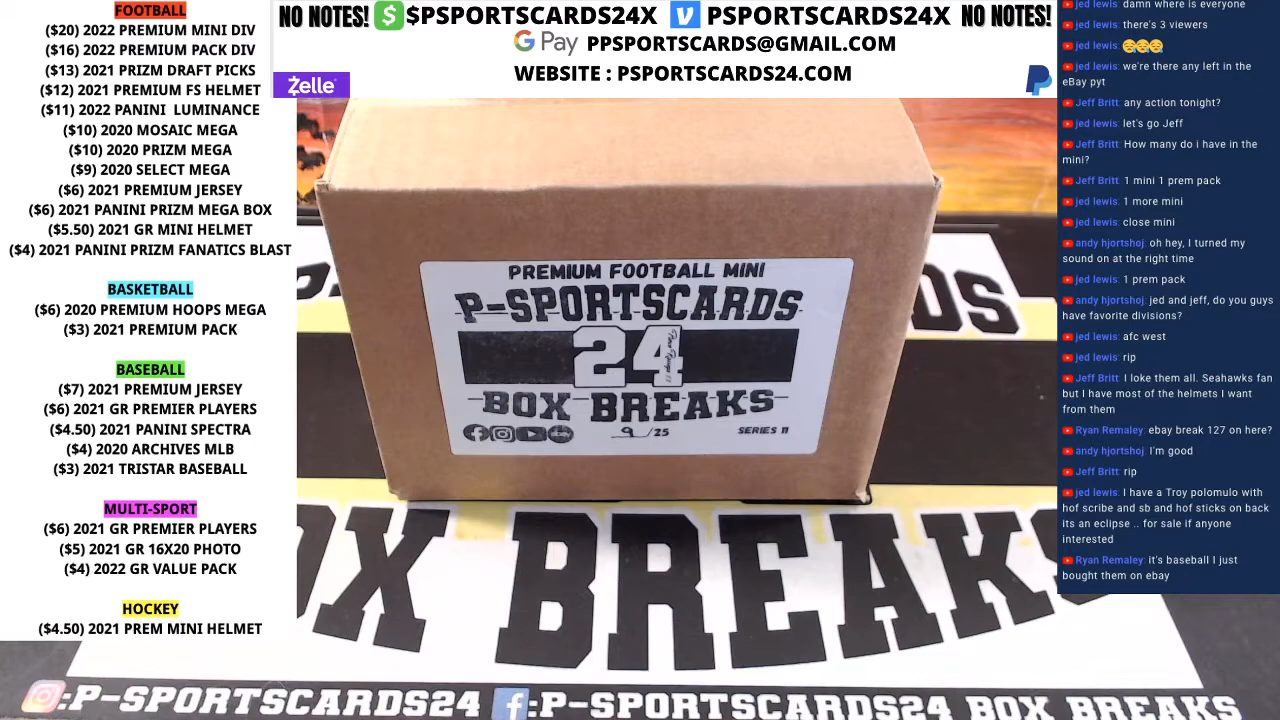 FOOTBALL
($20) 2022 PREMIUM MINI DIV
($16) 2022 PREMIUM PACK DIV
($13) 2021 PRIZM DRAFT PICKS
($12) 2021 PREMIUM FS HELMET
($11) 2022 PANINI LUMINANCE
($10) 2020 MOSAIC MEGA
($10) 2020 PRIZM MEGA
($9) 2020 SELECT MEGA
($6) 2021 PREMIUM JERSEY
($6) 2021 PANINI PRIZM MEGA BOX
($5.50) 2021 GR MINI HELMET
($4) 2021 PANINI PRIZM FANATICS BLAST
BASKETBALL
($6) 2020 PREMIUM HOOPS MEGA
($3) 2021 PREMIUM PACK
BASEBALL
($7) 2021 PREMIUM JERSEY
($6) 2021 GR PREMIER PLAYERS
($4.50) 2021 PANINI SPECTRA
($4) 2020 ARCHIVES MLB
($3) 2021 TRISTAR BASEBALL
MULTI-SPORT
($6) 2021 GR PREMIER PLAYERS
($5) 2021 GR 16X20 PHOTO
($4) 2022 GR VALUE PACK
HOCKEY
($4.50) 2021 PREM MINI HELMET
NO NOTES! $ $PSPORTSCARDS24X V PSPORTSCARDS24X NO NOTES!
G Pay PPSPORTSCARDS@GMAIL.COM
WEBSITE : PSPORTSCARDS24.COM
Zelle
PREMIUM FOOTBALL MINI
P-SPORTSCARDS
24
BOX BREAKS
9/25
SERIES 11
DS
OX BREAKS
:P-SPORTSCARDS24 f:P-SPORTSCARDS24 BOX BREAKS
jed lewis: damn where is everyone
jed lewis: there's 3 viewers
jed lewis: 😔😔😔
jed lewis: we're there any left in the
eBay pyt
Jeff Britt: any action tonight?
jed lewis: let's go Jeff
Jeff Britt: How many do i have in the
mini?
Jeff Britt: 1 mini 1 prem pack
jed lewis: 1 more mini
jed lewis: close mini
andy hjortshoj: oh hey, I turned my
sound on at the right time
jed lewis: 1 prem pack
andy hjortshoj: jed and jeff, do you guys
have favorite divisions?
jed lewis: afc west
jed lewis: rip
Jeff Britt: I loke them all. Seahawks fan
but I have most of the helmets I want
from them
Ryan Remaley: ebay break 127 on here?
andy hjortshoj: I'm good
Jeff Britt: rip
jed lewis: I have a Troy polomulo with
hof scribe and sb and hof sticks on back
its an eclipse .. for sale if anyone
interested
Ryan Remaley: it's baseball I just
bought them on ebay